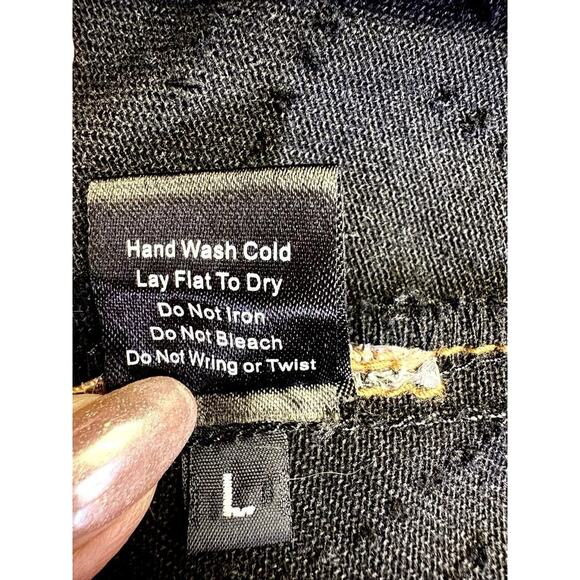 Hand Wash Cold
Lay Flat To Dry
Do Not Iron
Do Not Bleach
Do Not Wring or Twist
L